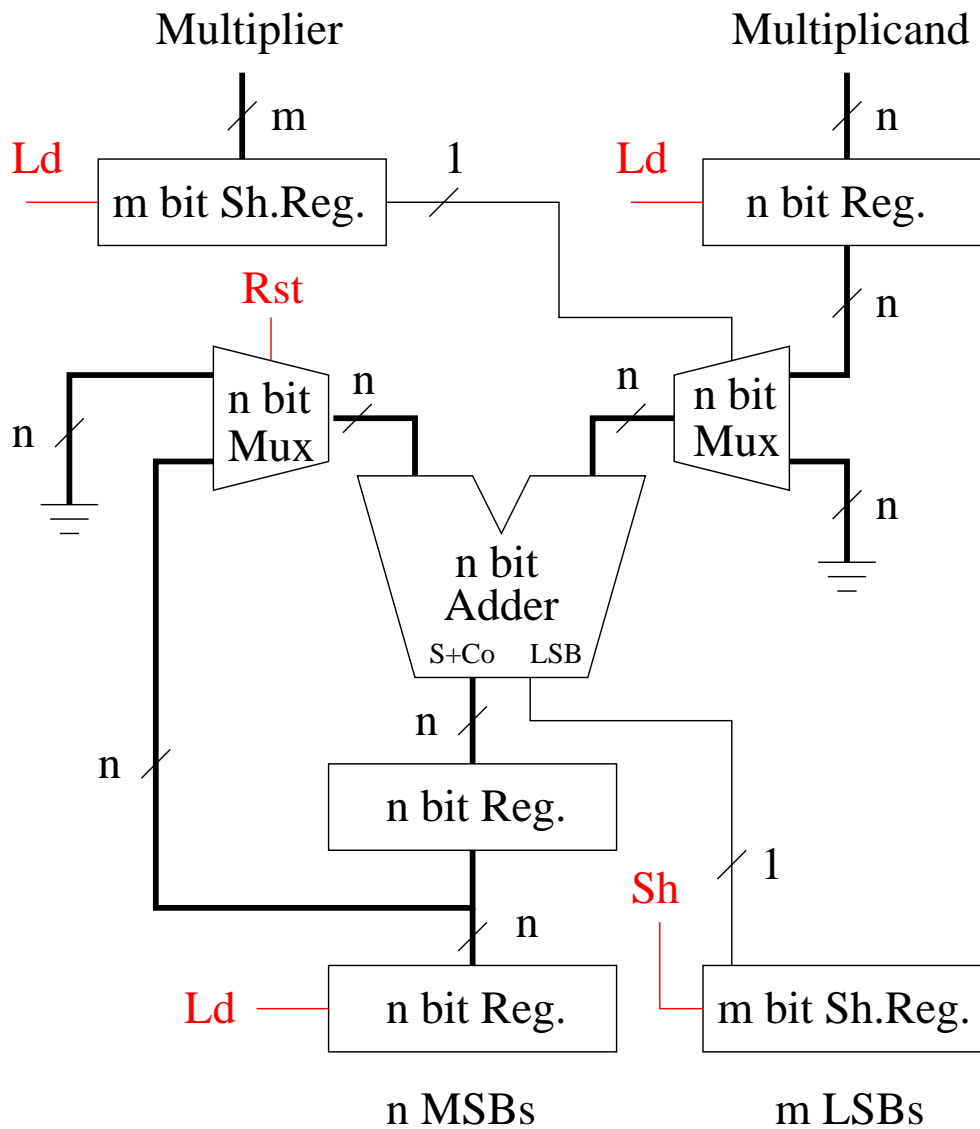 Multiplier
Multiplicand
m
n
Ld
1
Ld
m bit Sh.Reg.
n bit Reg.
Rst
n
n
n bit
Mux
n
n
n bit
Mux
n
n
n bit
Adder
S+Co
LSB
n
n
n bit Reg.
1
Sh
n
Ld
n bit Reg.
m bit Sh.Reg.
n MSBs
m LSBs